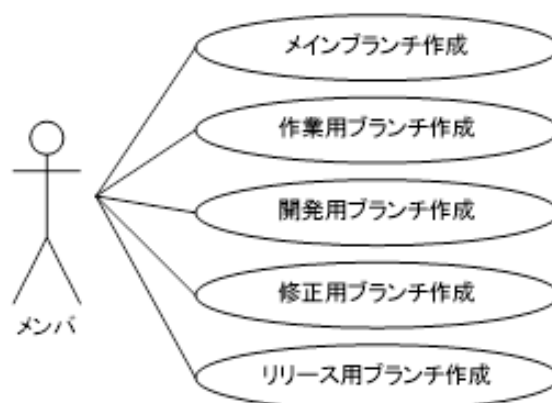 メインブランチ作成
作業用ブランチ作成
開発用ブランチ作成
修正用ブランチ作成
メンバ
リリース用ブランチ作成